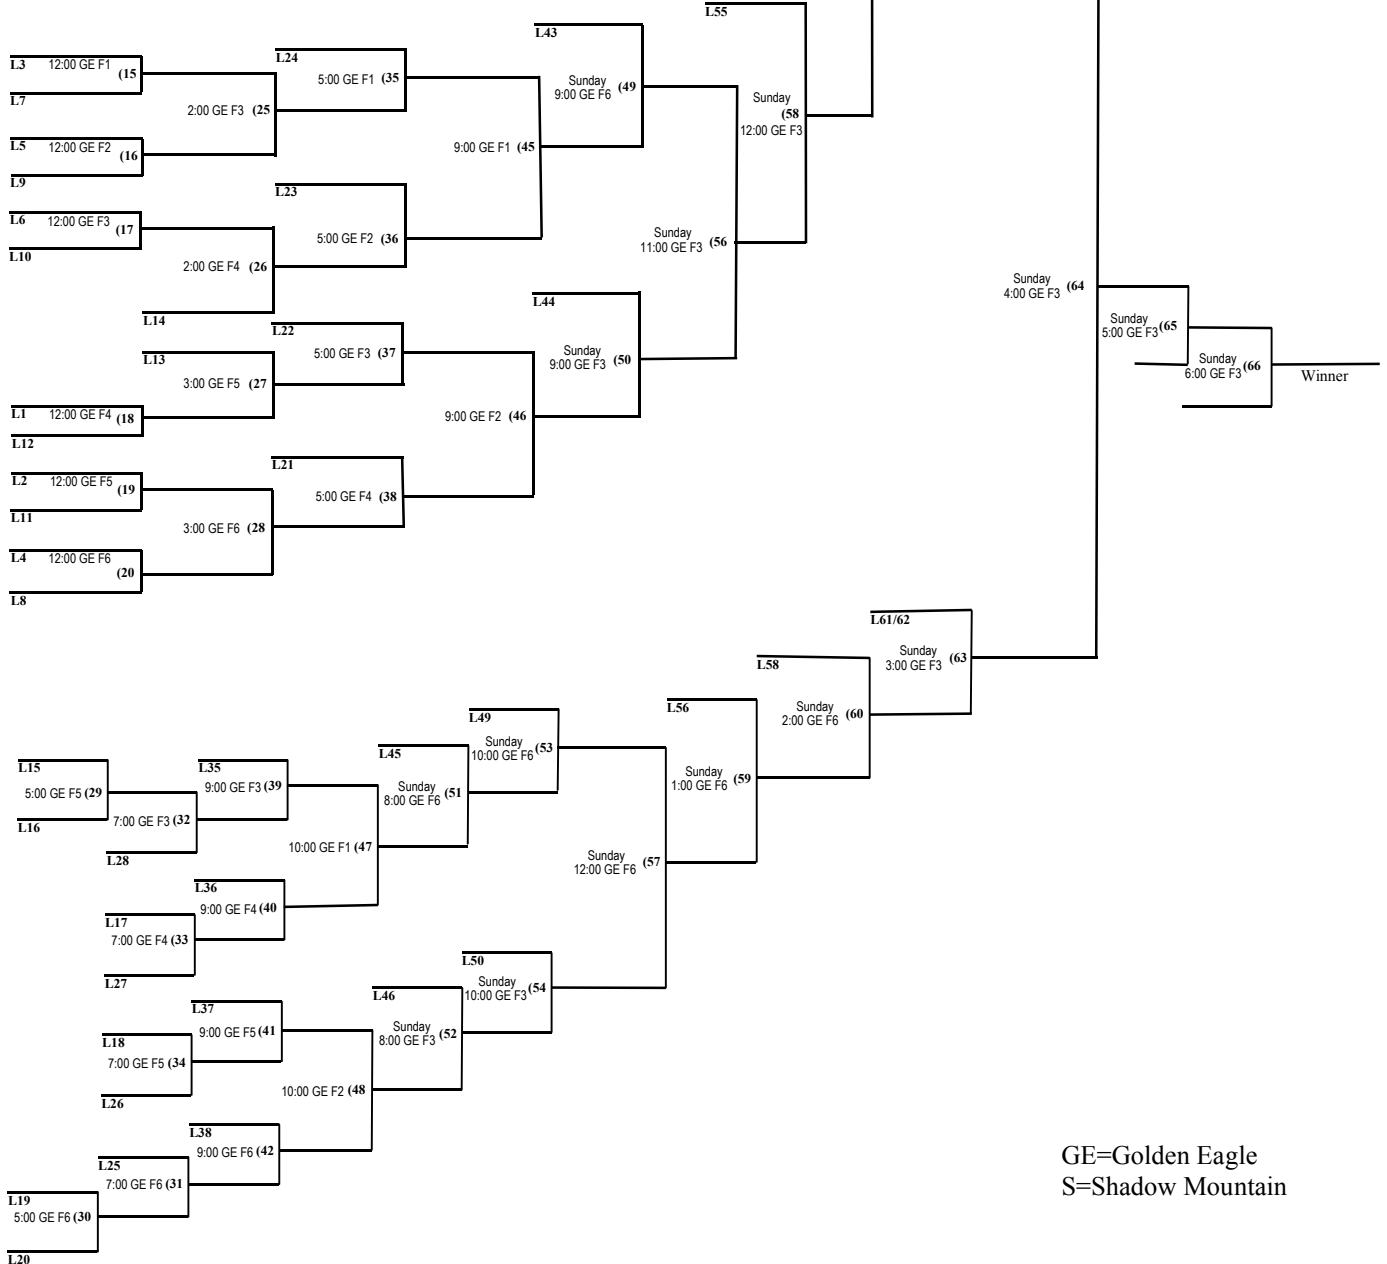 L55
L43
L24
L3 12:00 GE F1
(15
5:00 GE F1 (35
Sunday
9:00 GE F6 (49
L7
Sunday
(58
12:00 GE F3
2:00 GE F3 (25
L5 12:00 GE F2
(16
9:00 GE F1 (45
L9
L23
L6 12:00 GE F3
(17
5:00 GE F2 (36
Sunday
11:00 GE F3 (56
L10
2:00 GE F4 (26
Sunday
4:00 GE F3 (64
L44
L14
L22
Sunday
5:00 GE F3 (65
L13
5:00 GE F3 (37
Sunday
9:00 GE F3 (50
Sunday
6:00 GE F3 (66
Winner
3:00 GE F5 (27
L1 12:00 GE F4 (18
9:00 GE F2 (46
L12
L21
L2 12:00 GE F5
(19
5:00 GE F4 (38
L11
3:00 GE F6 (28
L4 12:00 GE F6
(20
L8
L61/62
Sunday
3:00 GE F3 (63
L58
L56
Sunday
2:00 GE F6 (60
L49
L45
Sunday
10:00 GE F6 (53
L15
L35
Sunday
1:00 GE F6 (59
5:00 GE F5 (29
9:00 GE F3 (39
Sunday
8:00 GE F6 (51
L16
7:00 GE F3 (32
10:00 GE F1 (47
L28
Sunday
12:00 GE F6 (57
L36
9:00 GE F4 (40
L17
7:00 GE F4 (33
L50
L27
Sunday
10:00 GE F3 (54
L46
L37
9:00 GE F5 (41
Sunday
8:00 GE F3 (52
L18
7:00 GE F5 (34
10:00 GE F2 (48
L26
L38
9:00 GE F6 (42
L25
7:00 GE F6 (31
L19
5:00 GE F6 (30
L20
GE=Golden Eagle
S=Shadow Mountain